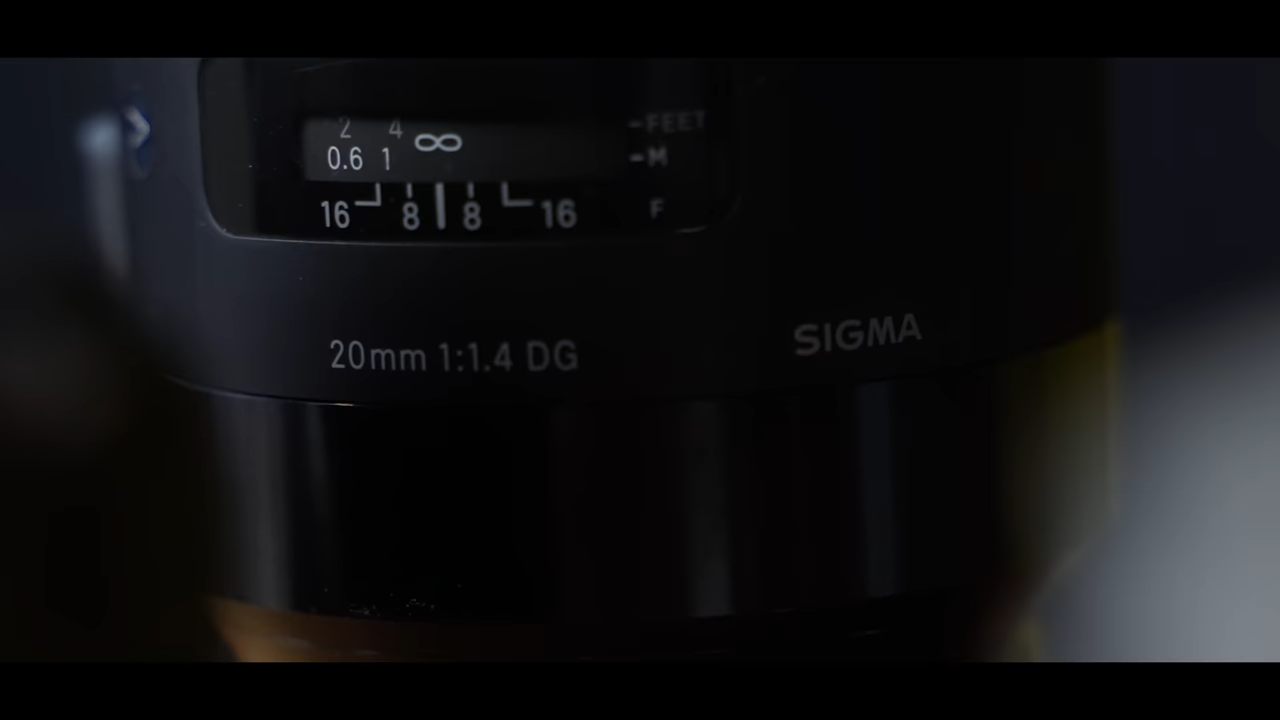 2 4 ∞ FEET
0.6 1 M
16 8 8 16 F
20mm 1:1.4 DG
SIGMA